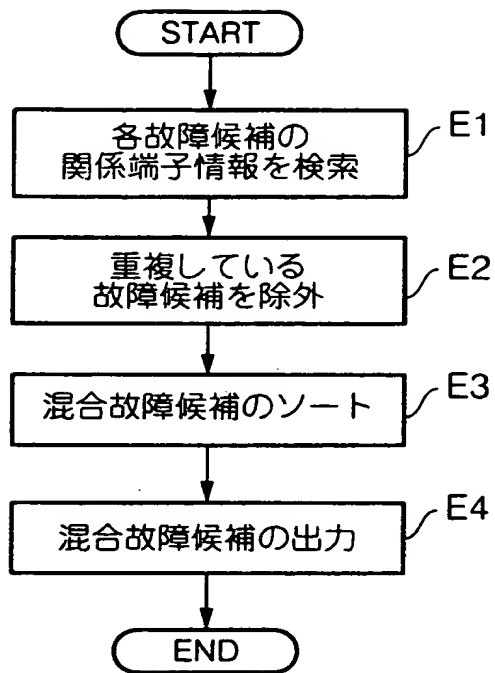 START
各故障候補の
関係端子情報を検索
E1
重複している
故障候補を除外
E2
混合故障候補のソート
E3
混合故障候補の出力
E4
END